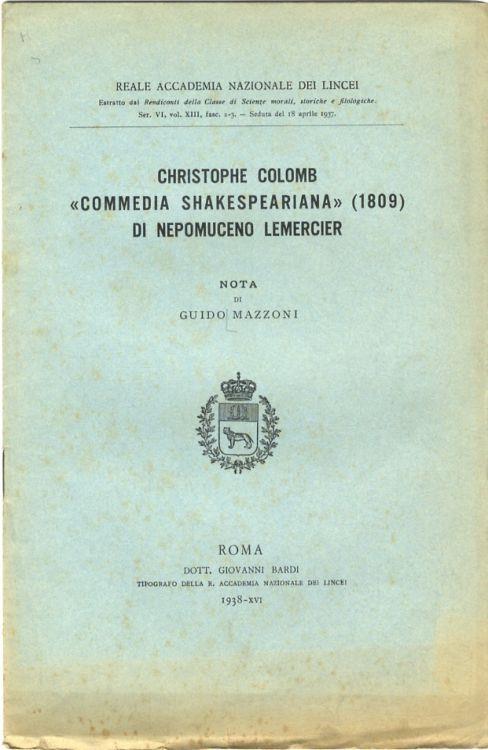 REALE ACCADEMIA NAZIONALE DEI LINCEI
Estratto dai Rendiconti della Classe di Scienze morali, storiche e filologiche.
Ser. VI, vol. XIII, fasc. 2-3. — Seduta del 18 aprile 1937.
CHRISTOPHE COLOMB
«COMMEDIA SHAKESPEARIANA» (1809)
DI NEPOMUCENO LEMERCIER
NOTA
DI
GUIDO MAZZONI
ROMA
DOTT. GIOVANNI BARDI
TIPOGRAFO DELLA R. ACCADEMIA NAZIONALE DEI LINCEI
1938-XVI